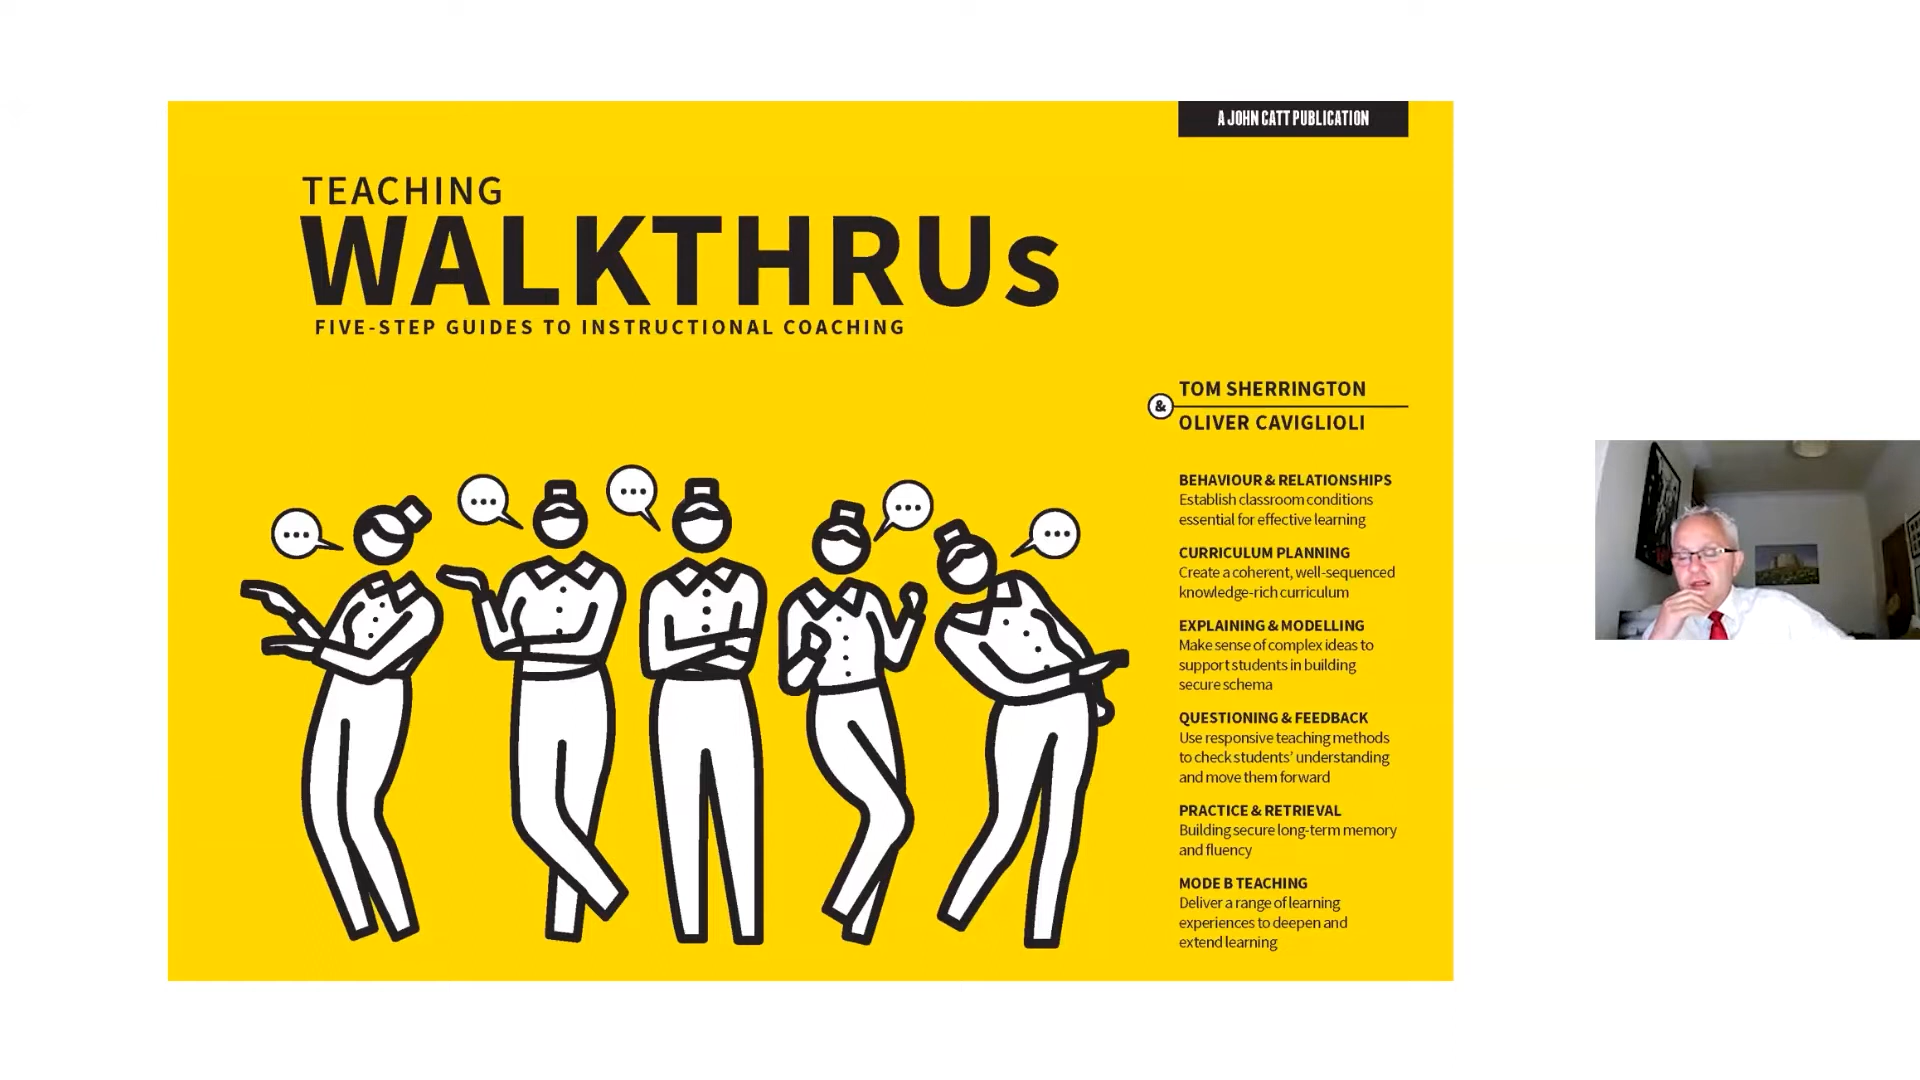 A JOHN CATT PUBLICATION
TEACHING
WALKTHRUs
FIVE-STEP GUIDES TO INSTRUCTIONAL COACHING
TOM SHERRINGTON
&
OLIVER CAVIGLIOLI
BEHAVIOUR & RELATIONSHIPS
Establish classroom conditions
essential for effective learning
CURRICULUM PLANNING
Create a coherent, well-sequenced
knowledge-rich curriculum
EXPLAINING & MODELLING
Make sense of complex ideas to
support students in building
secure schema
QUESTIONING & FEEDBACK
Use responsive teaching methods
to check students’ understanding
and move them forward
PRACTICE & RETRIEVAL
Building secure long-term memory
and fluency
MODE B TEACHING
Deliver a range of learning
experiences to deepen and
extend learning